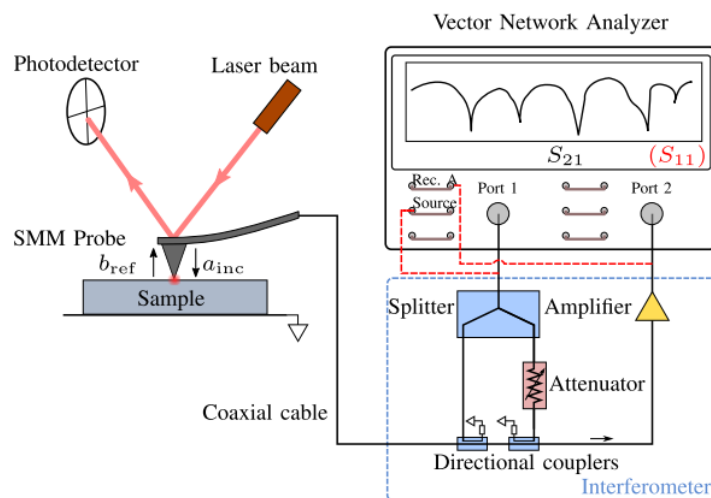 Vector Network Analyzer
Photodetector
Laser beam
S21
(S11)
Rec. A
Source
Port 1
Port 2
SMM Probe
bref
ainc
Sample
Splitter
Amplifier
Attenuator
Coaxial cable
Directional couplers
Interferometer